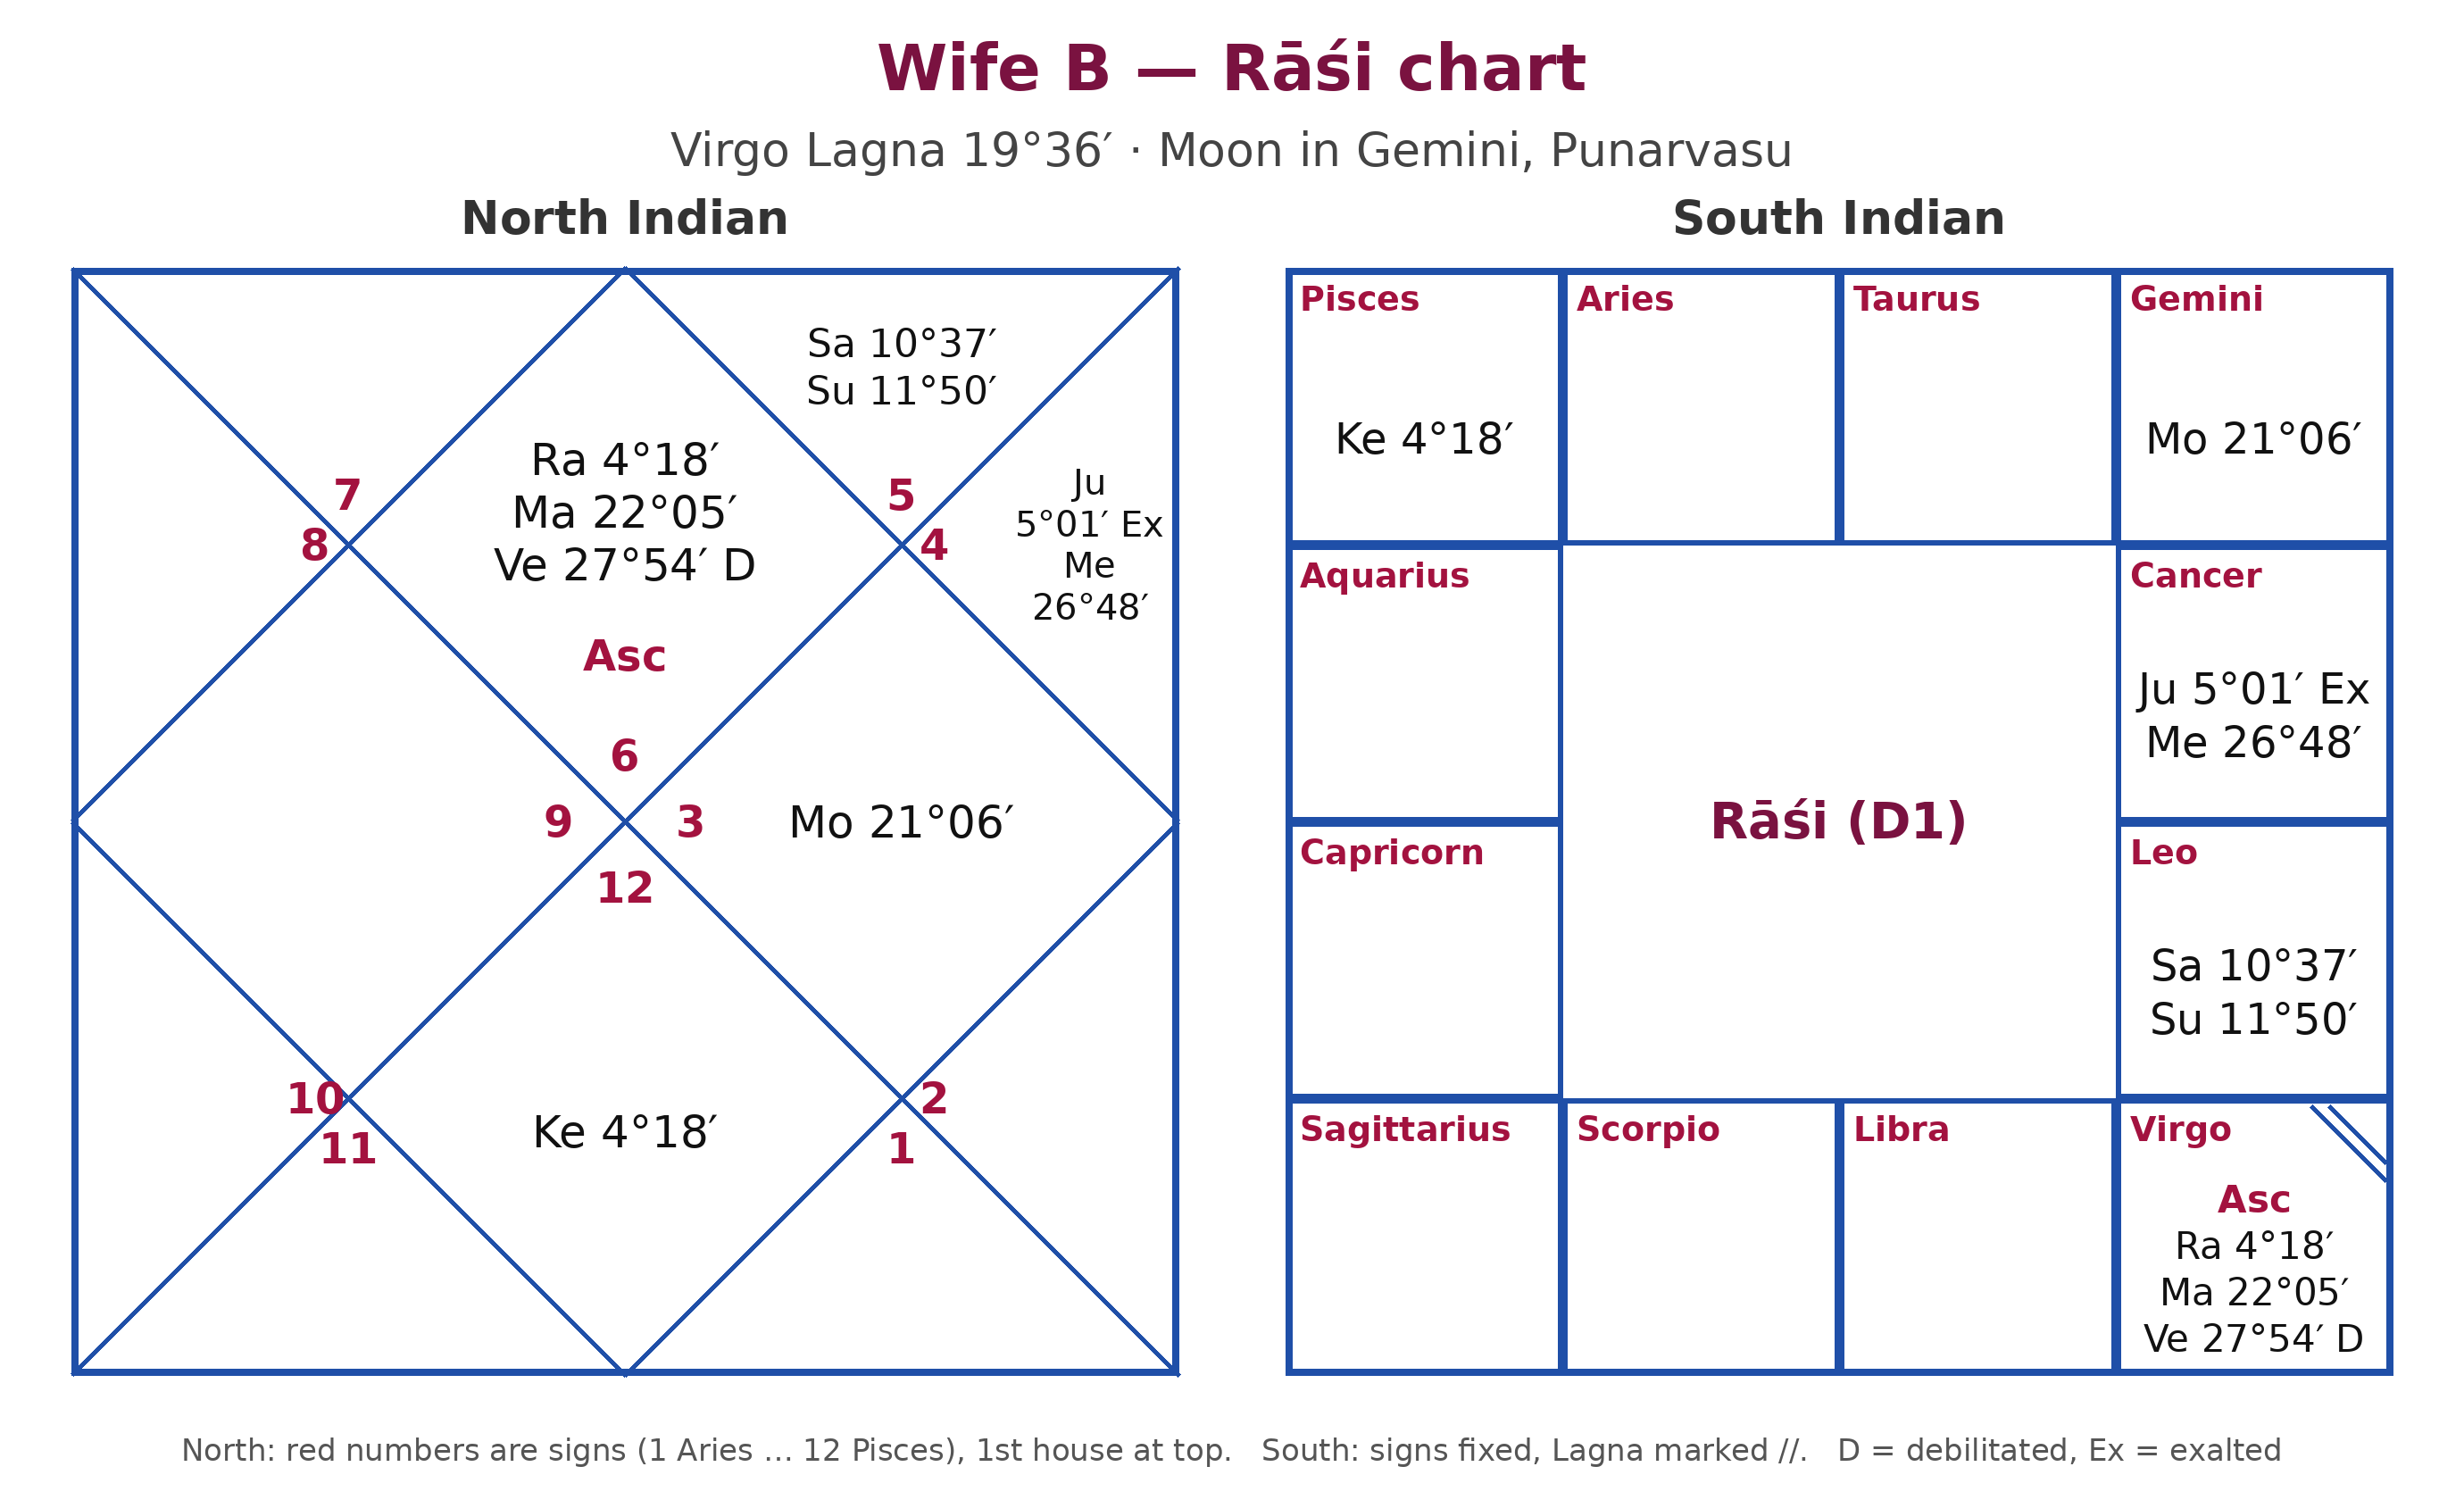 Wife B — Rāśi chart
Virgo Lagna 19°36′ · Moon in Gemini, Punarvasu
North Indian
Sa 10°37′
Su 11°50′
Ra 4°18′
Ma 22°05′
Ve 27°54′ D
Asc
7
8
5
4
Ju
5°01′ Ex
Me
26°48′
6
9
3
Mo 21°06′
12
10
11
Ke 4°18′
2
1
South Indian
Pisces
Ke 4°18′
Aries
Taurus
Gemini
Mo 21°06′
Aquarius
Cancer
Ju 5°01′ Ex
Me 26°48′
Rāśi (D1)
Capricorn
Leo
Sa 10°37′
Su 11°50′
Sagittarius
Scorpio
Libra
Virgo
Asc
Ra 4°18′
Ma 22°05′
Ve 27°54′ D
North: red numbers are signs (1 Aries … 12 Pisces), 1st house at top. South: signs fixed, Lagna marked //. D = debilitated, Ex = exalted